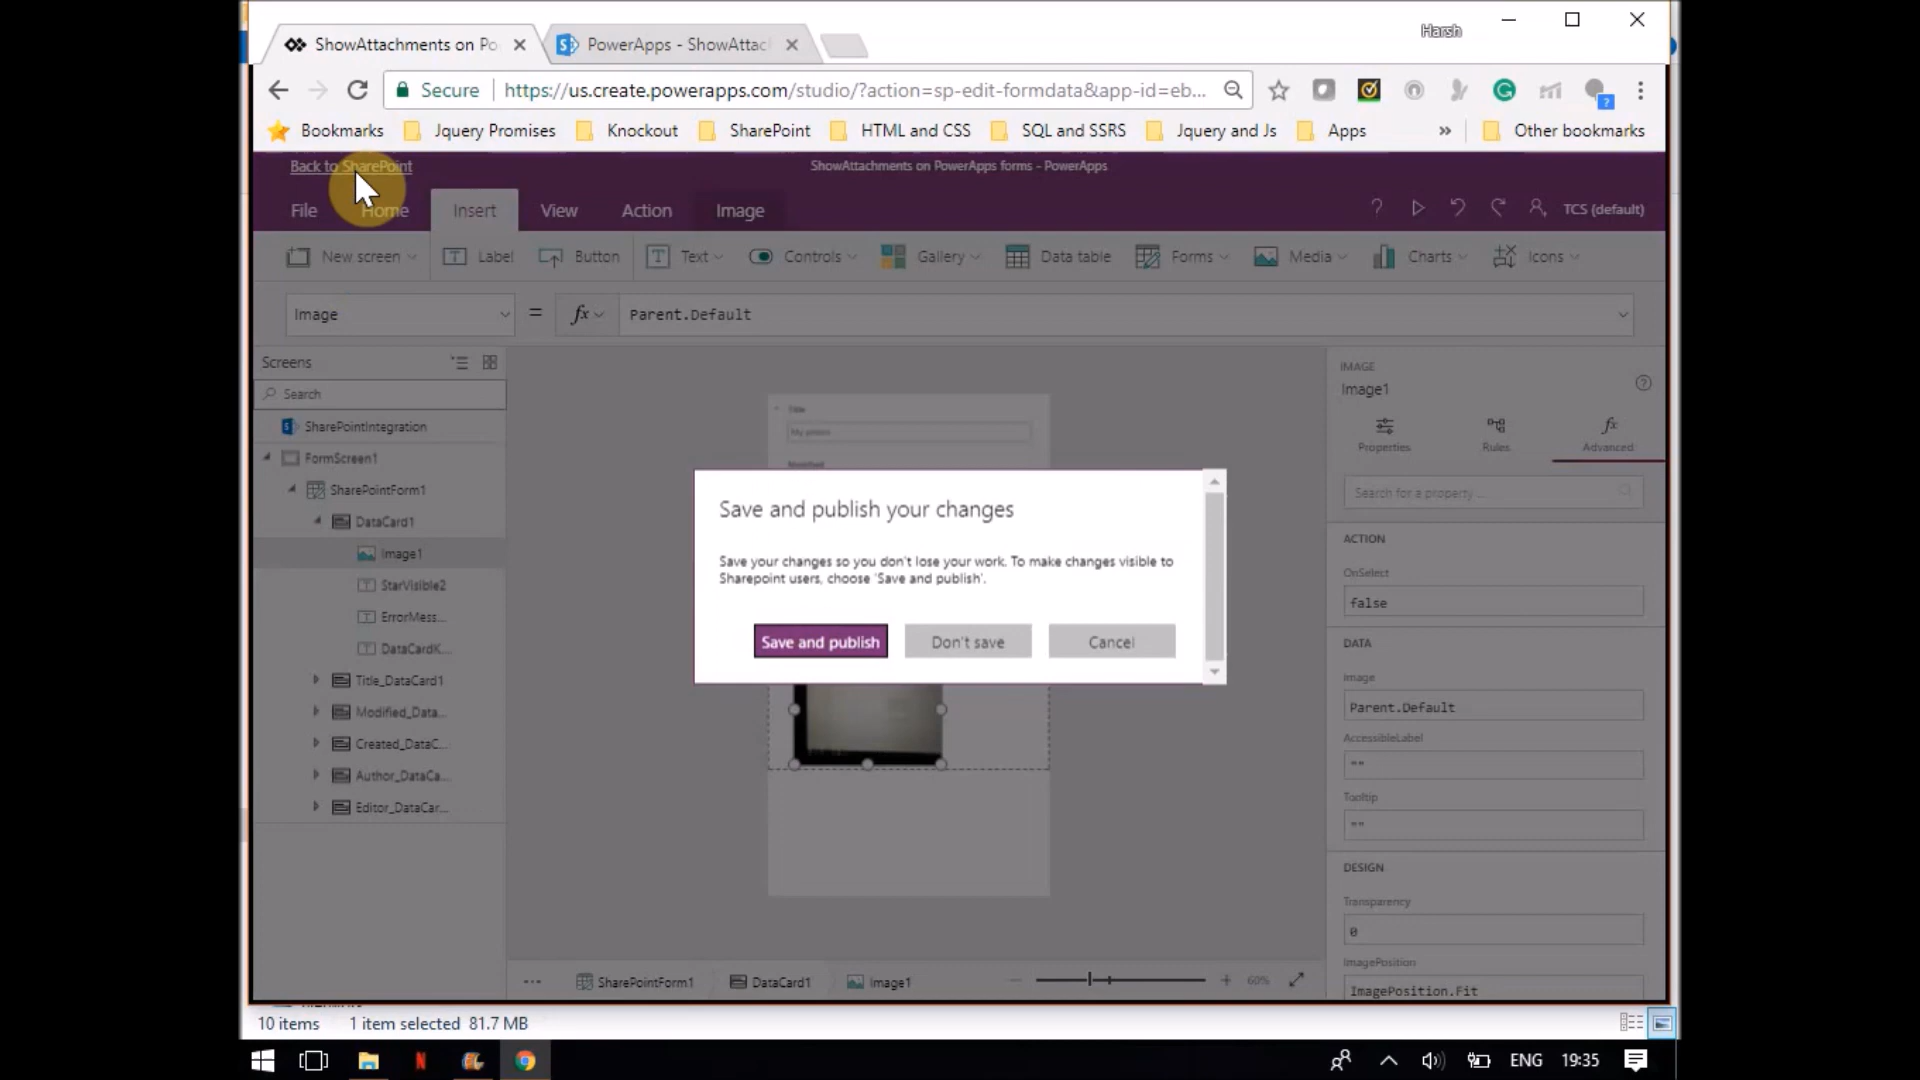 Harsh
ShowAttachments on Po
PowerApps - ShowAttac
Secure
https://us.create.powerapps.com/studio/?action=sp-edit-formdata&app-id=eb...
Bookmarks
Jquery Promises
Knockout
SharePoint
HTML and CSS
SQL and SSRS
Jquery and Js
Apps
»
Other bookmarks
Back to SharePoint
ShowAttachments on PowerApps forms - PowerApps
File
Home
Insert
View
Action
Image
TCS (default)
New screen
Label
Button
Text
Controls
Gallery
Data table
Forms
Media
Charts
Icons
Image
=
fx
Parent.Default
Screens
Search
SharePointIntegration
FormScreen1
SharePointForm1
DataCard1
Image1
StarVisible2
ErrorMess...
DataCardK...
Title_DataCard1
Modified_Data...
Created_DataC...
Author_DataCa...
Editor_DataCar...
Title
Modified
Save and publish your changes
Save your changes so you don't lose your work. To make changes visible to
Sharepoint users, choose 'Save and publish'.
Save and publish
Don't save
Cancel
IMAGE
Image1
Properties
Rules
fx
Advanced
Search for a property ...
ACTION
OnSelect
false
DATA
Image
Parent.Default
AccessibleLabel
""
Tooltip
""
DESIGN
Transparency
0
ImagePosition
ImagePosition.Fit
... SharePointForm1
DataCard1
Image1
60%
10 items
1 item selected 81.7 MB
ENG
19:35